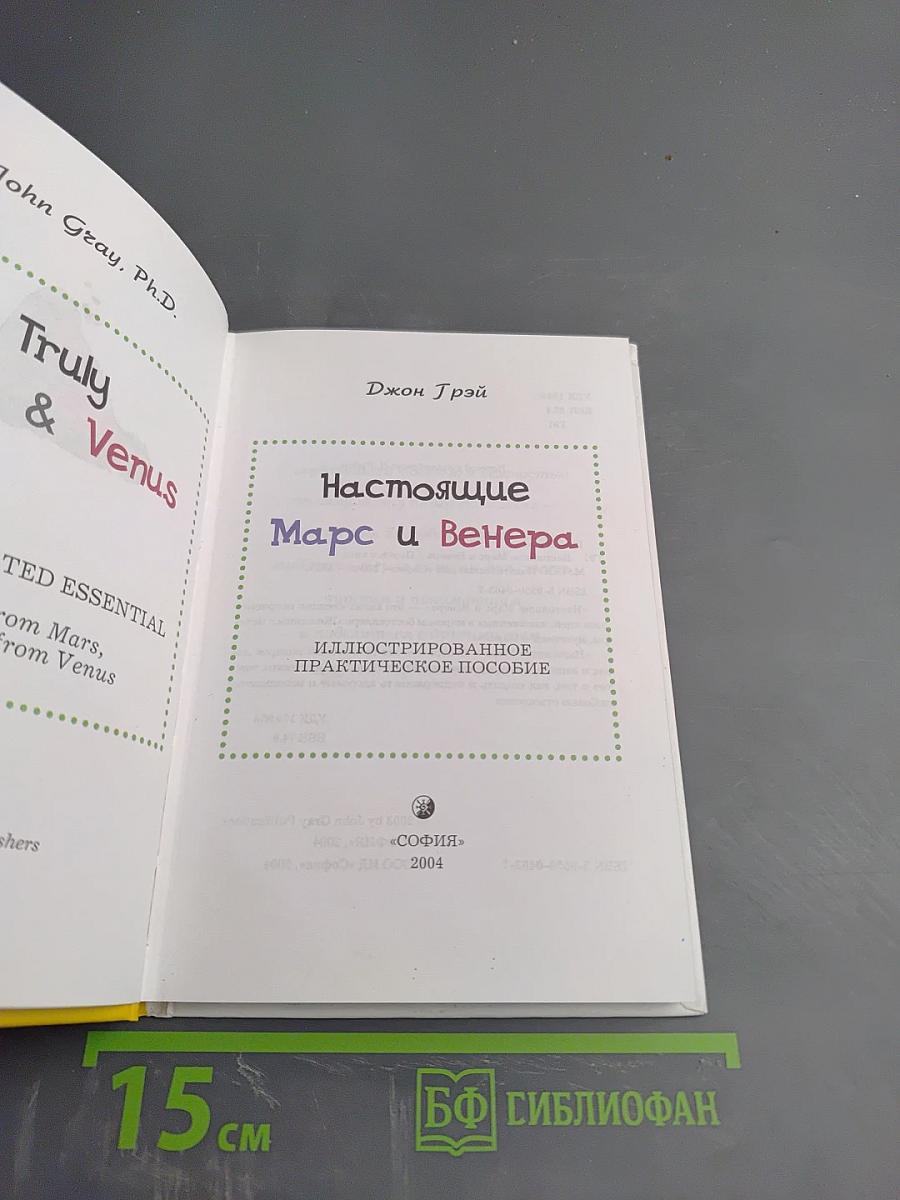 John Gray, Ph.D.
Truly
& Venus
TED ESSENTIAL
rom Mars,
from Venus
shers
Джон Грэй
Настоящие
Марс и Венера
ИЛЛЮСТРИРОВАННОЕ
ПРАКТИЧЕСКОЕ ПОСОБИЕ
«СОФИЯ»
2004
15 см
БФ БИБЛИОФАН